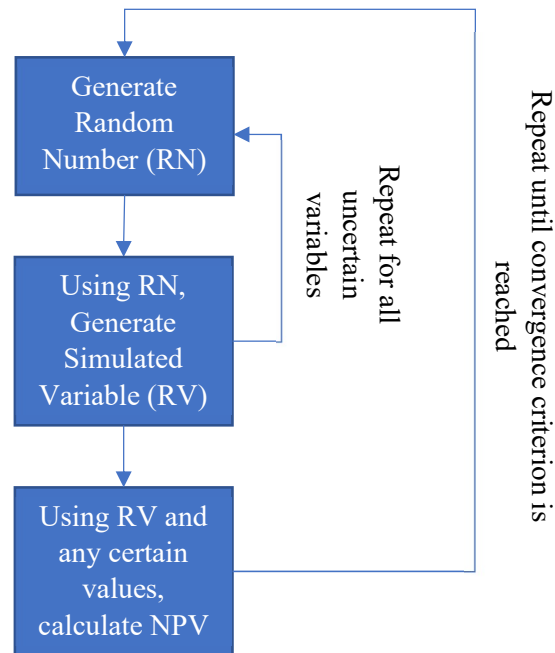 Generate
Random
Number (RN)
Using RN,
Generate
Simulated
Variable (RV)
Using RV and
any certain
values,
calculate NPV
Repeat for all
uncertain
variables
Repeat until convergence criterion is
reached